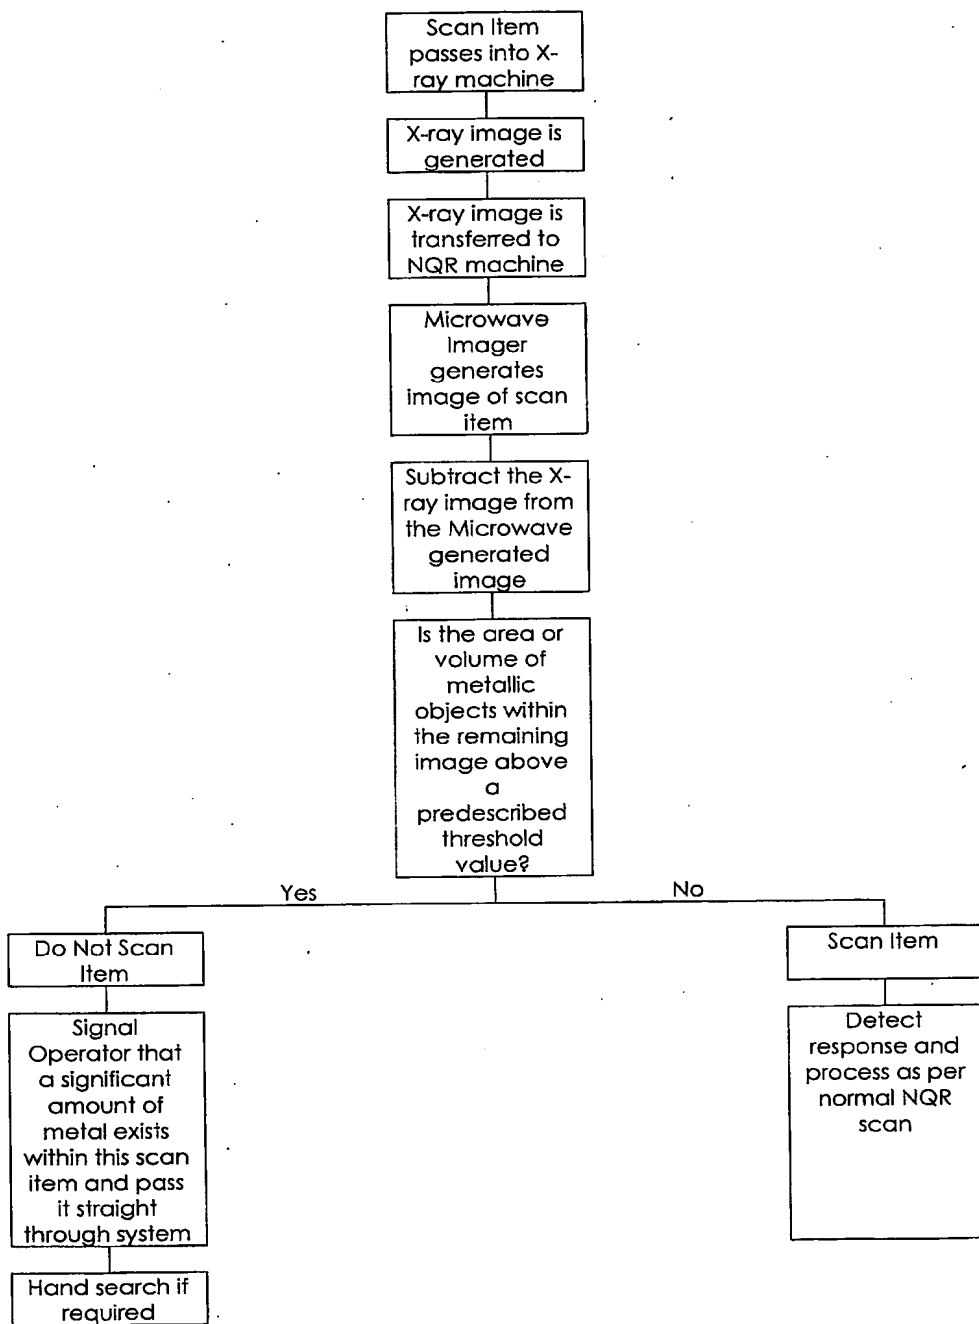 Scan Item
passes into X-
ray machine
X-ray image is
generated
X-ray image is
transferred to
NQR machine
Microwave
Imager
generates
image of scan
item
Subtract the X-
ray image from
the Microwave
generated
image
Is the area or
volume of
metallic
objects within
the remaining
image above
a
predescribed
threshold
value?
Yes
No
Do Not Scan
Item
Signal
Operator that
a significant
amount of
metal exists
within this scan
item and pass
it straight
through system
Hand search if
required
Scan Item
Detect
response and
process as per
normal NQR
scan